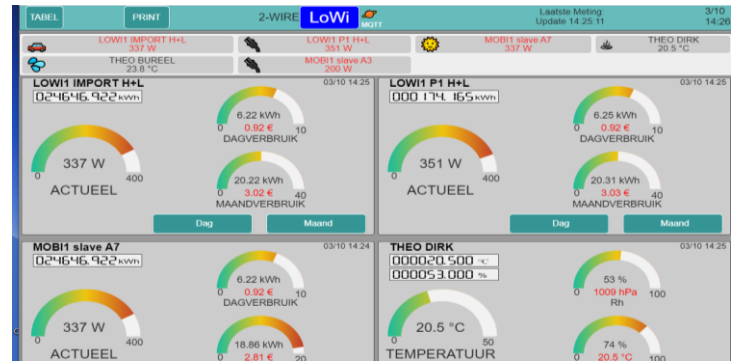 TABEL PRINT 2-WIRE LoWi MQTT Laatste Meting: 3/10
Update 14:25:11 14:26
LOWI1 IMPORT H+L LOWI1 P1 H+L MOBI1 slave A7 THEO DIRK
337 W 351 W 337 W 20.5 °C
THEO BUREEL MOBI1 slave A3
23.8 °C 200 W
LOWI1 IMPORT H+L 03/10 14:25
024646.922 kWh
6.22 kWh
0 0.92 € 10
DAGVERBRUIK
337 W
0 400
ACTUEEL
20.22 kWh
0 3.02 € 40
MAANDVERBRUIK
Dag Maand
LOWI1 P1 H+L 03/10 14:25
000174.165 kWh
6.25 kWh
0 0.92 € 10
DAGVERBRUIK
351 W
0 400
ACTUEEL
20.31 kWh
0 3.03 € 40
MAANDVERBRUIK
Dag Maand
MOBI1 slave A7 03/10 14:24
024646.922 kWh
6.22 kWh
0 0.92 € 10
DAGVERBRUIK
337 W
0 400
ACTUEEL
18.86 kWh
0 2.81 € 20
THEO DIRK 03/10 14:25
000020.500 °C
000053.000 %
53 %
0 1009 hPa 100
Rh
20.5 °C
0 50
TEMPERATUUR
74 %
0 20.5 °C 100